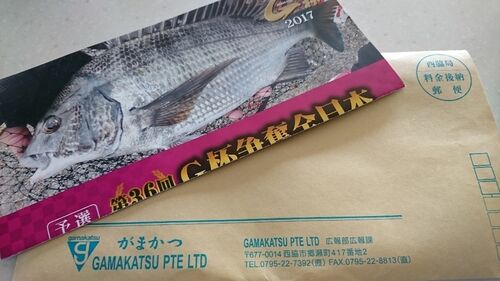 2017
第36回 G杯争奪全日本
予選
西脇局
料金後納
郵便
gamakatsu
がまかつ
GAMAKATSU PTE LTD
GAMAKATSU PTE LTD 広報部広報課
〒677-0014 西脇市郷瀬町417番地2
TEL.0795-22-7392(直) FAX.0795-22-8813(直)